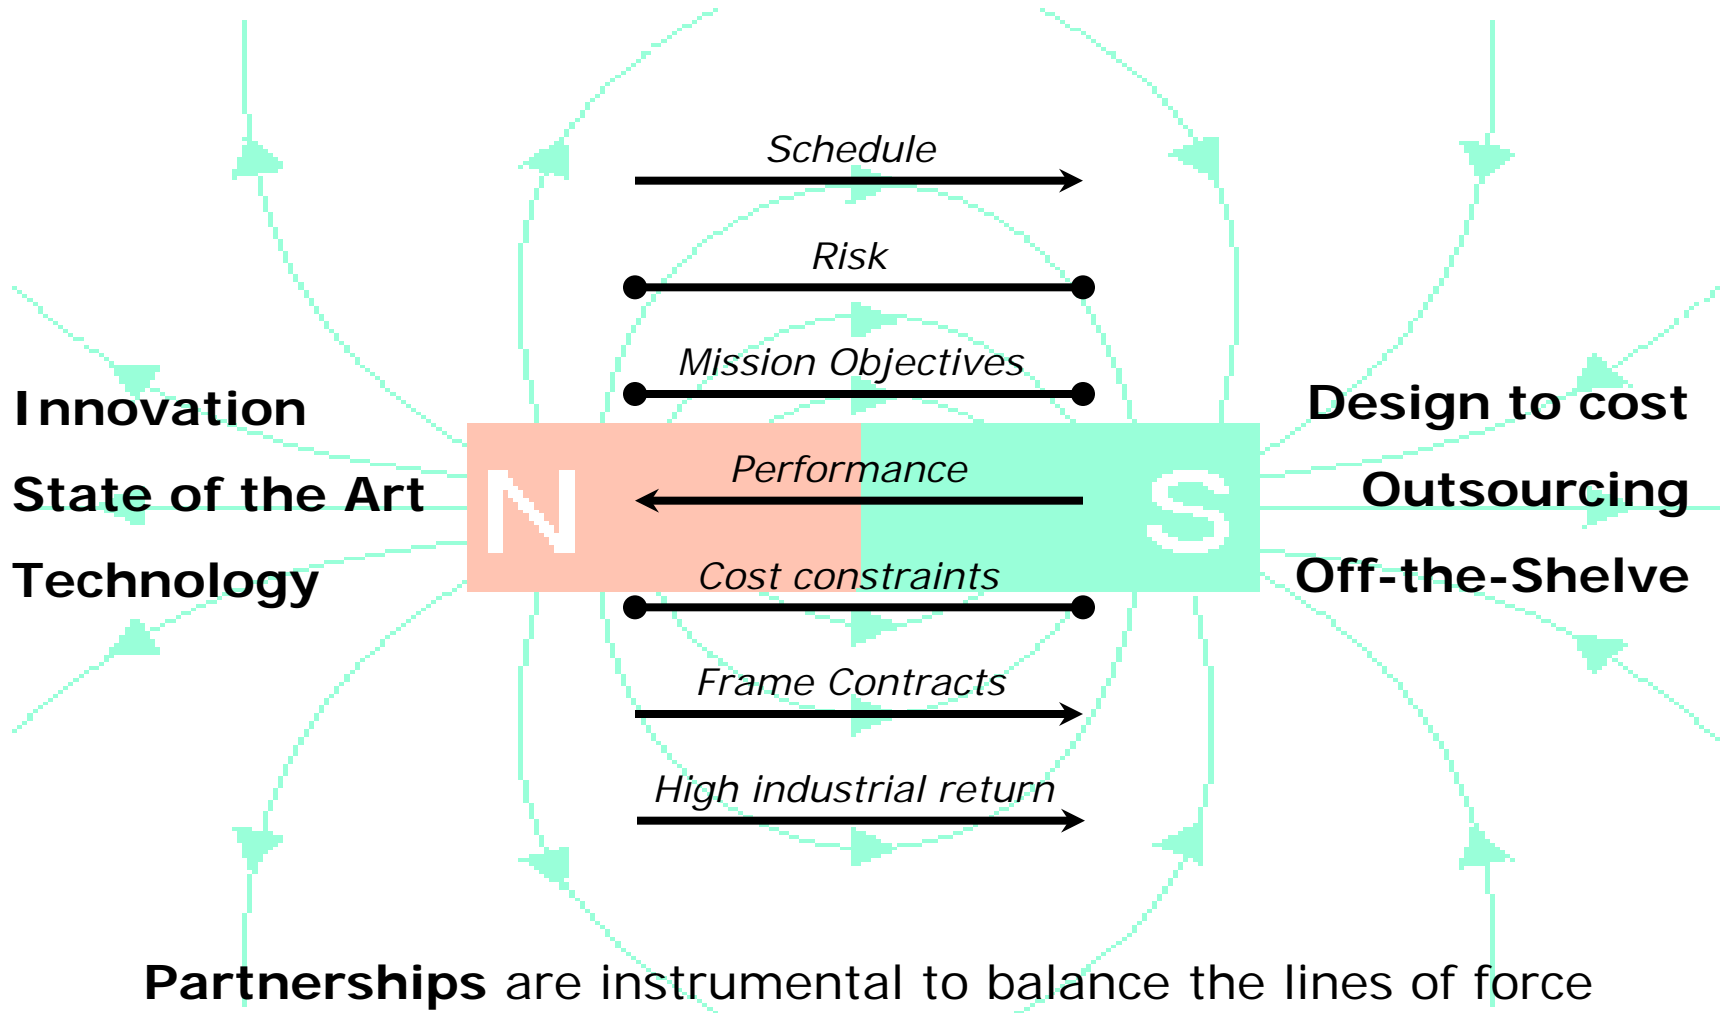 Schedule
Risk
Mission Objectives
Innovation
Design to cost
Performance
N
S
State of the Art
Outsourcing
Cost constraints
Technology
Off-the-Shelve
Frame Contracts
High industrial return
Partnerships are instrumental to balance the lines of force